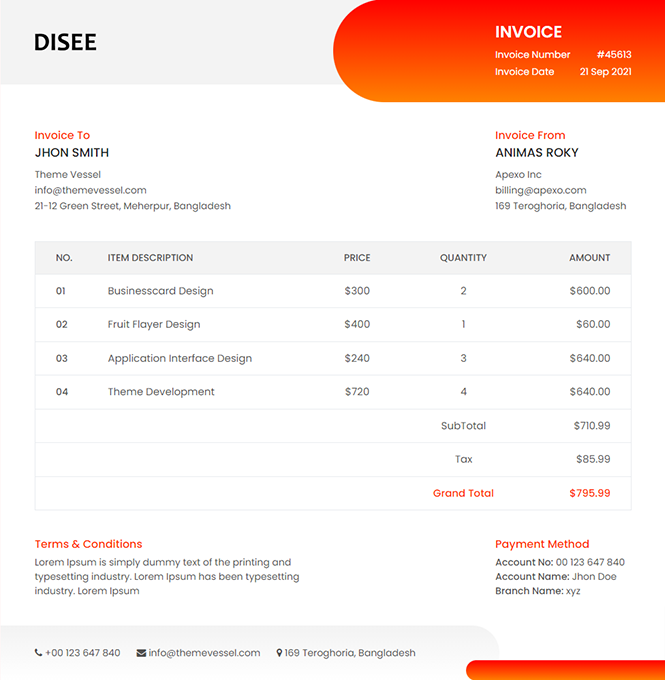 DISEE
INVOICE
Invoice Number #45613
Invoice Date 21 Sep 2021
Invoice To
JHON SMITH
Theme Vessel
info@themevessel.com
21-12 Green Street, Meherpur, Bangladesh
Invoice From
ANIMAS ROKY
Apexo Inc
billing@apexo.com
169 Teroghoria, Bangladesh
NO. ITEM DESCRIPTION PRICE QUANTITY AMOUNT
01 Businesscard Design $300 2 $600.00
02 Fruit Flayer Design $400 1 $60.00
03 Application Interface Design $240 3 $640.00
04 Theme Development $720 4 $640.00
SubTotal $710.99
Tax $85.99
Grand Total $795.99
Terms & Conditions
Lorem Ipsum is simply dummy text of the printing and
typesetting industry. Lorem Ipsum has been typesetting
industry. Lorem Ipsum
Payment Method
Account No: 00 123 647 840
Account Name: Jhon Doe
Branch Name: xyz
+00 123 647 840 info@themevessel.com 169 Teroghoria, Bangladesh